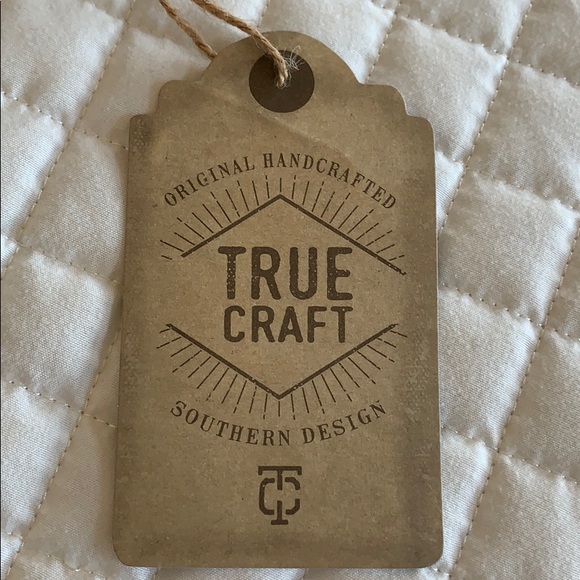 ORIGINAL HANDCRAFTED
TRUE
CRAFT
SOUTHERN DESIGN
TC